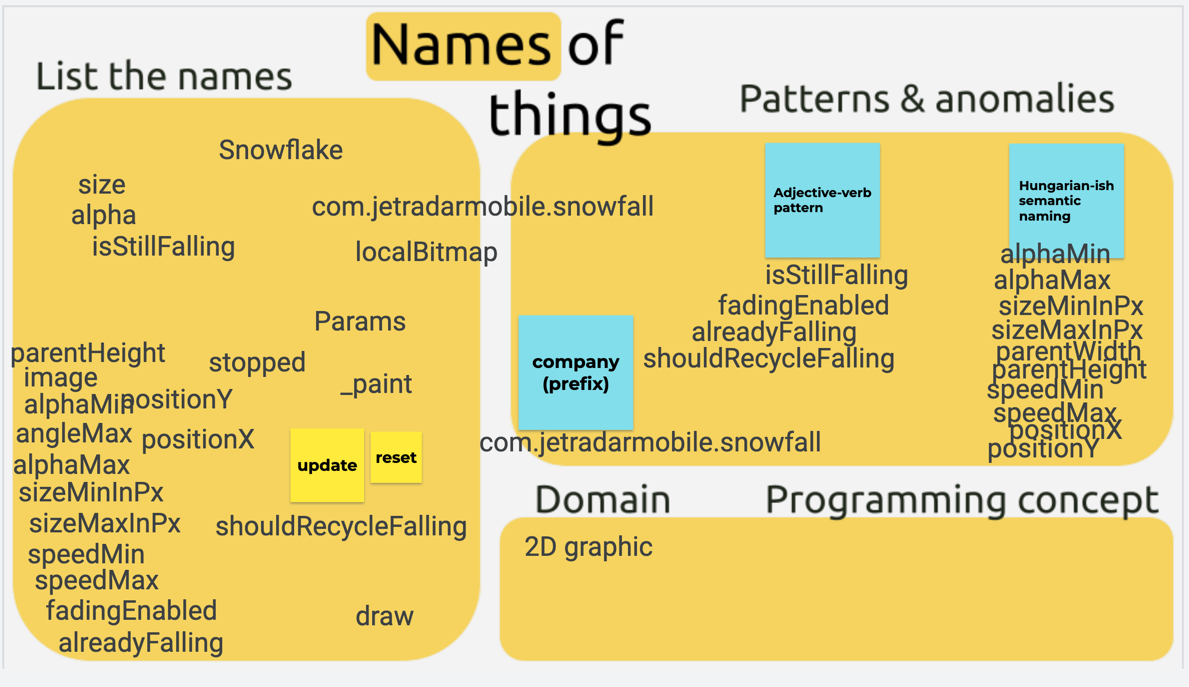 Names of
things
List the names
Snowflake
size
alpha
com.jetradarmobile.snowfall
isStillFalling
localBitmap
Params
parentHeight
stopped
image
_paint
alphaMin
positionY
angleMax
positionX
alphaMax
update
reset
sizeMinInPx
sizeMaxInPx
shouldRecycleFalling
speedMin
speedMax
fadingEnabled
draw
alreadyFalling
Patterns & anomalies
company
(prefix)
com.jetradarmobile.snowfall
Adjective-verb
pattern
isStillFalling
fadingEnabled
alreadyFalling
shouldRecycleFalling
Hungarian-ish
semantic
naming
alphaMin
alphaMax
sizeMinInPx
sizeMaxInPx
parentWidth
parentHeight
speedMin
speedMax
positionX
positionY
Domain
Programming concept
2D graphic